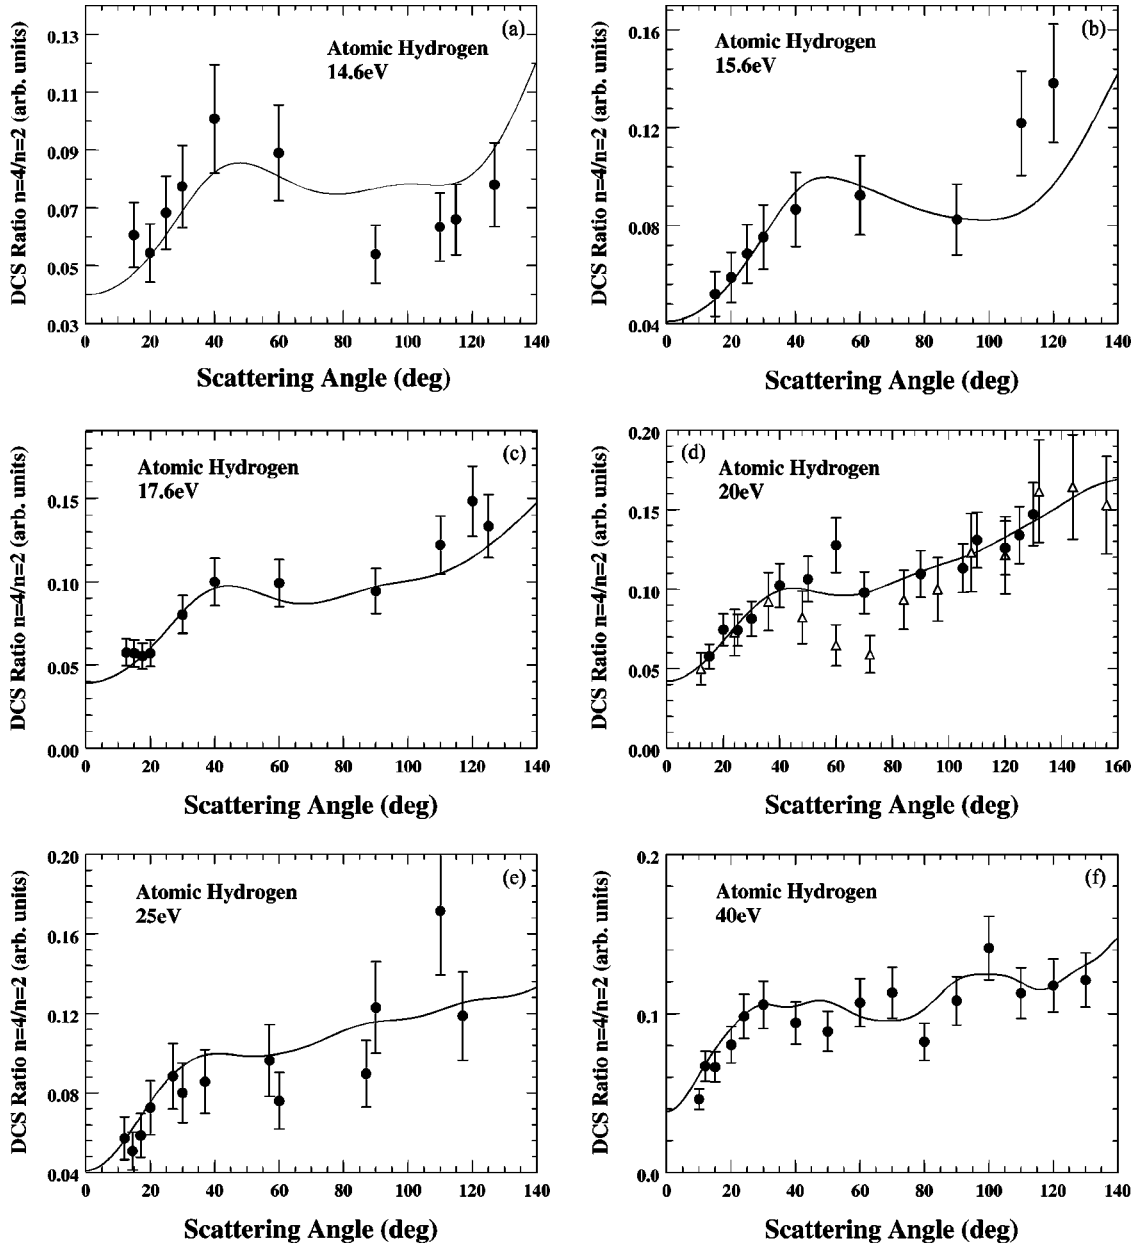 DCS Ratio n=4/n=2 (arb. units)
0.13
0.11
0.09
0.07
0.05
0.03
(a)
Atomic Hydrogen
14.6eV
0 20 40 60 80 100 120 140
Scattering Angle (deg)
DCS Ratio n=4/n=2 (arb. units)
0.16
0.12
0.08
0.04
(b)
Atomic Hydrogen
15.6eV
0 20 40 60 80 100 120 140
Scattering Angle (deg)
DCS Ratio n=4/n=2 (arb. units)
0.15
0.10
0.05
0.00
(c)
Atomic Hydrogen
17.6eV
0 20 40 60 80 100 120 140
Scattering Angle (deg)
DCS Ratio n=4/n=2 (arb. units)
0.20
0.15
0.10
0.05
0.00
(d)
Atomic Hydrogen
20eV
0 20 40 60 80 100 120 140 160
Scattering Angle (deg)
DCS Ratio n=4/n=2 (arb. units)
0.20
0.16
0.12
0.08
0.04
(e)
Atomic Hydrogen
25eV
0 20 40 60 80 100 120 140
Scattering Angle (deg)
DCS Ratio n=4/n=2 (arb. units)
0.2
0.1
0.0
(f)
Atomic Hydrogen
40eV
0 20 40 60 80 100 120 140
Scattering Angle (deg)